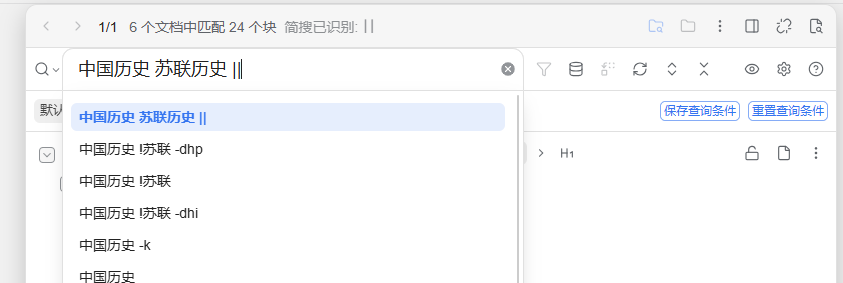 1/1 6 个文档中匹配 24 个块 简搜已识别: ||
中国历史 苏联历史 ||
默认
保存查询条件 重置查询条件
中国历史 苏联历史 ||
中国历史 !苏联 -dhp
H1
中国历史 !苏联
中国历史 !苏联 -dhi
中国历史 -k
中国历史